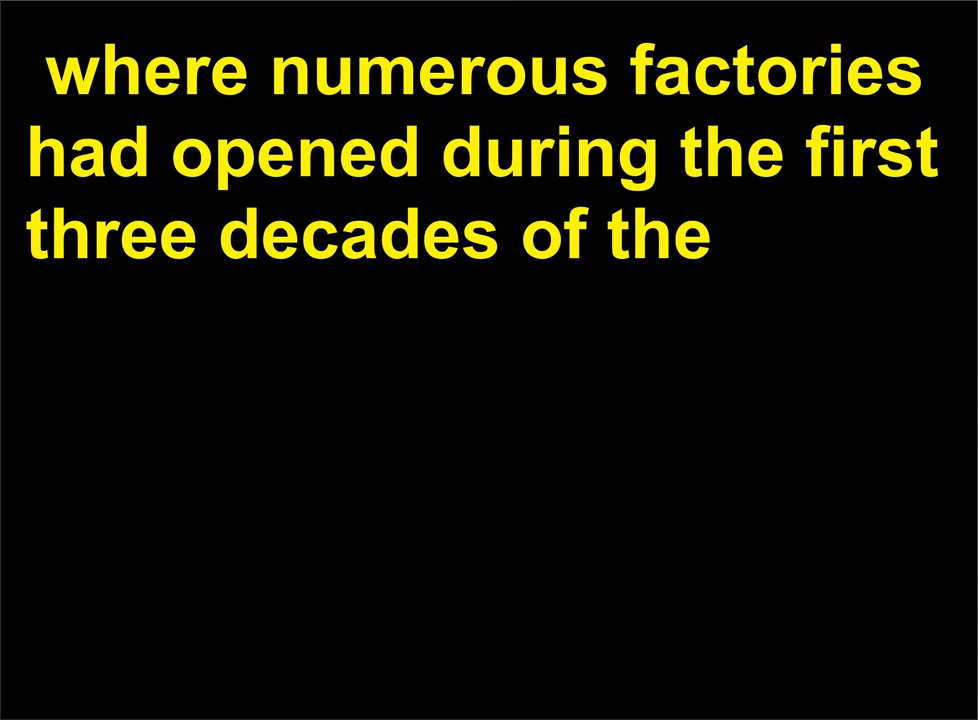 where numerous factories
had opened during the first
three decades of the